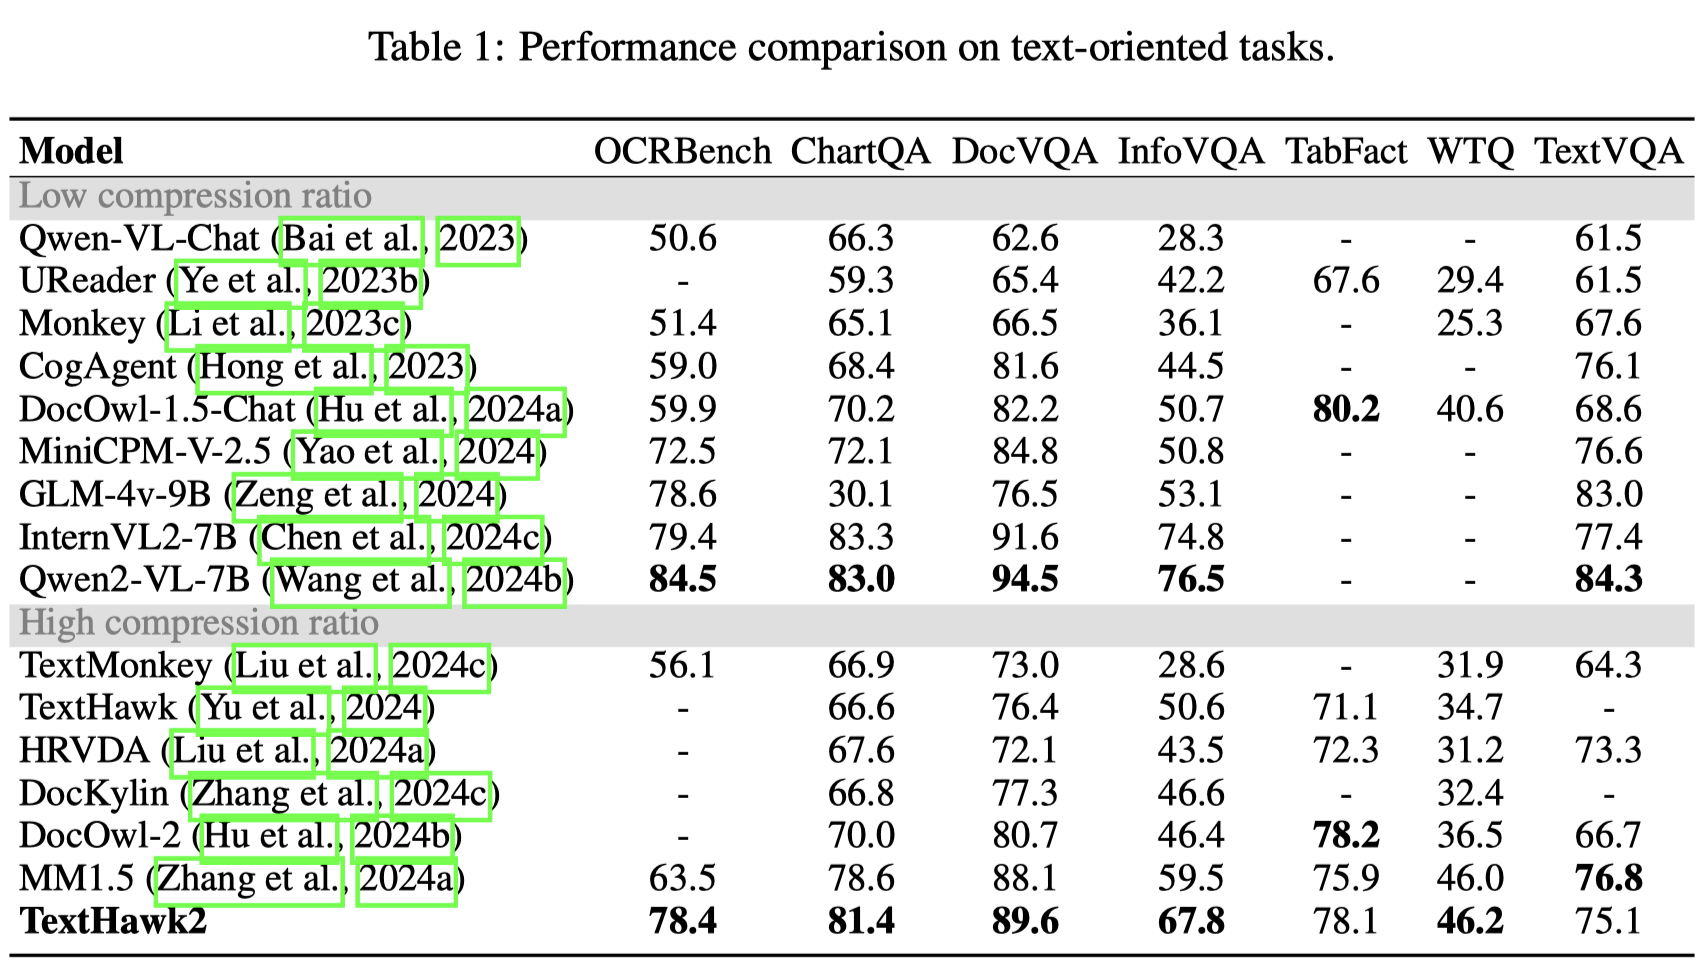 Table 1: Performance comparison on text-oriented tasks.
Model OCRBench ChartQA DocVQA InfoVQA TabFact WTQ TextVQA
Low compression ratio
Qwen-VL-Chat (Bai et al., 2023) 50.6 66.3 62.6 28.3 - - 61.5
UReader (Ye et al., 2023b) - 59.3 65.4 42.2 67.6 29.4 61.5
Monkey (Li et al., 2023c) 51.4 65.1 66.5 36.1 - 25.3 67.6
CogAgent (Hong et al., 2023) 59.0 68.4 81.6 44.5 - - 76.1
DocOwl-1.5-Chat (Hu et al., 2024a) 59.9 70.2 82.2 50.7 80.2 40.6 68.6
MiniCPM-V-2.5 (Yao et al., 2024) 72.5 72.1 84.8 50.8 - - 76.6
GLM-4v-9B (Zeng et al., 2024) 78.6 30.1 76.5 53.1 - - 83.0
InternVL2-7B (Chen et al., 2024c) 79.4 83.3 91.6 74.8 - - 77.4
Qwen2-VL-7B (Wang et al., 2024b) 84.5 83.0 94.5 76.5 - - 84.3
High compression ratio
TextMonkey (Liu et al., 2024c) 56.1 66.9 73.0 28.6 - 31.9 64.3
TextHawk (Yu et al., 2024) - 66.6 76.4 50.6 71.1 34.7 -
HRVDA (Liu et al., 2024a) - 67.6 72.1 43.5 72.3 31.2 73.3
DocKylin (Zhang et al., 2024c) - 66.8 77.3 46.6 - 32.4 -
DocOwl-2 (Hu et al., 2024b) - 70.0 80.7 46.4 78.2 36.5 66.7
MM1.5 (Zhang et al., 2024a) 63.5 78.6 88.1 59.5 75.9 46.0 76.8
TextHawk2 78.4 81.4 89.6 67.8 78.1 46.2 75.1